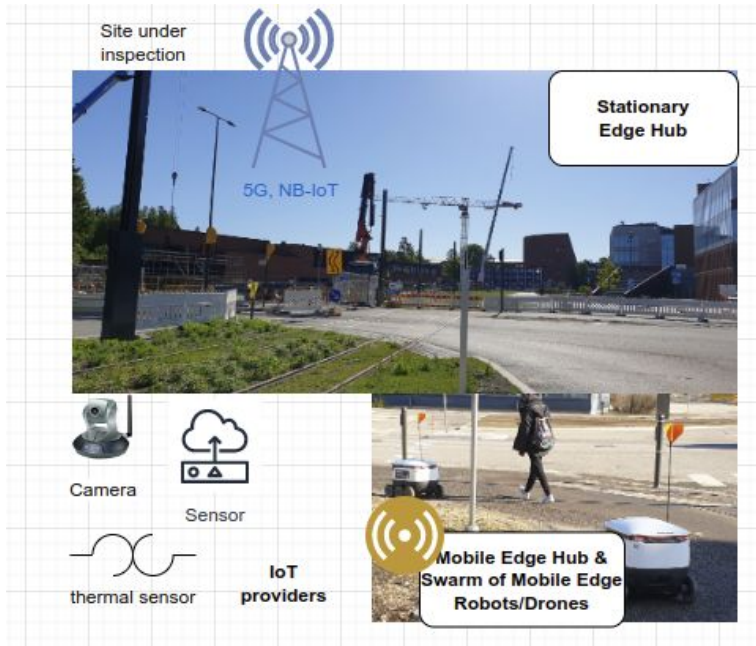 Site under
inspection
Stationary
Edge Hub
5G, NB-IoT
Camera
Sensor
thermal sensor
IoT
providers
Mobile Edge Hub &
Swarm of Mobile Edge
Robots/Drones